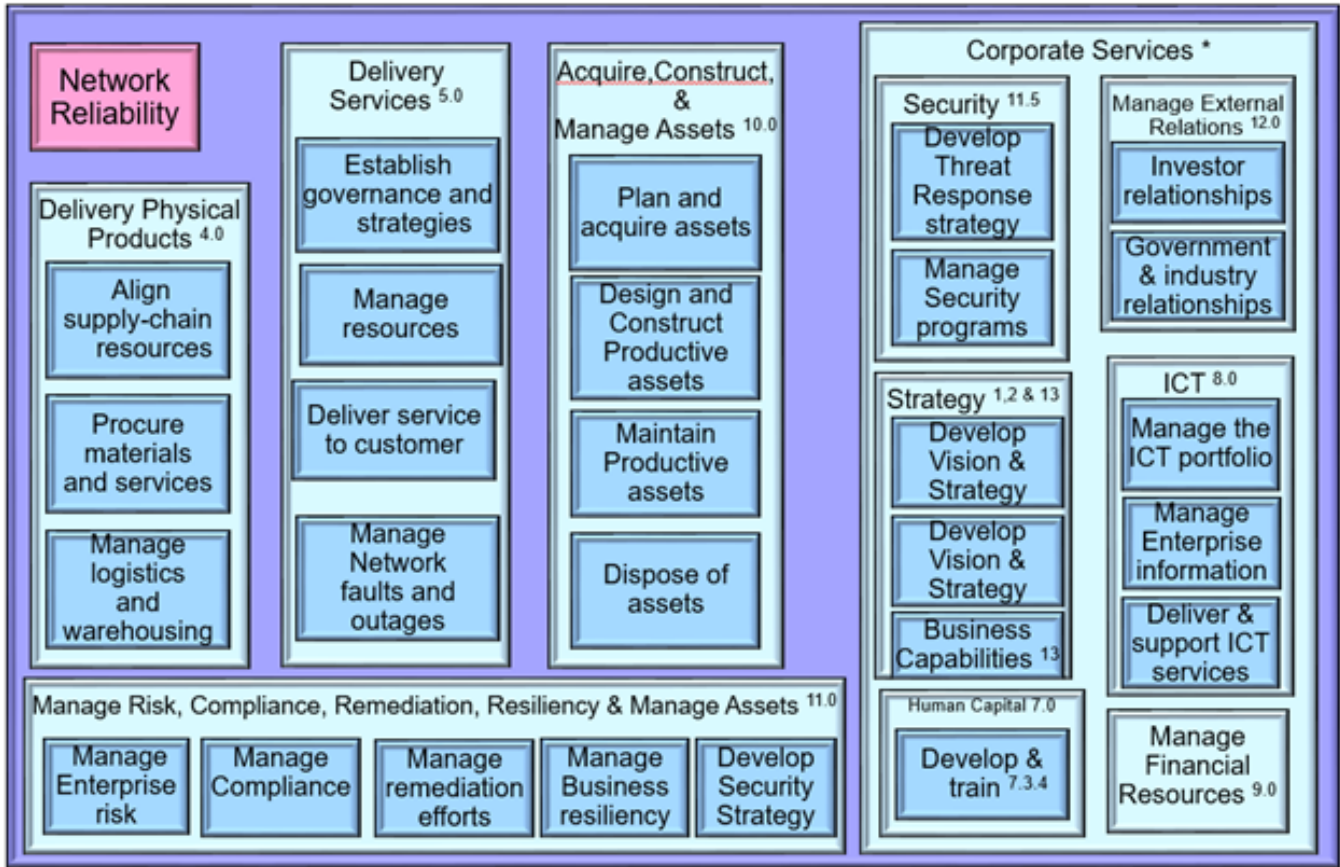 Network
Reliability
Delivery Physical
Products 4.0
Align
supply-chain
resources
Procure
materials
and services
Manage
logistics
and
warehousing
Delivery
Services 5.0
Establish
governance and
strategies
Manage
resources
Deliver service
to customer
Manage
Network
faults and
outages
Acquire,Construct,
&
Manage Assets 10.0
Plan and
acquire assets
Design and
Construct
Productive
assets
Maintain
Productive
assets
Dispose of
assets
Manage Risk, Compliance, Remediation, Resiliency & Manage Assets 11.0
Manage
Enterprise
risk
Manage
Compliance
Manage
remediation
efforts
Manage
Business
resiliency
Develop
Security
Strategy
Corporate Services *
Security 11.5
Develop
Threat
Response
strategy
Manage
Security
programs
Strategy 1,2 & 13
Develop
Vision &
Strategy
Develop
Vision &
Strategy
Business
Capabilities 13
Human Capital 7.0
Develop &
train 7.3.4
Manage External
Relations 12.0
Investor
relationships
Government
& industry
relationships
ICT 8.0
Manage the
ICT portfolio
Manage
Enterprise
information
Deliver &
support ICT
services
Manage
Financial
Resources 9.0